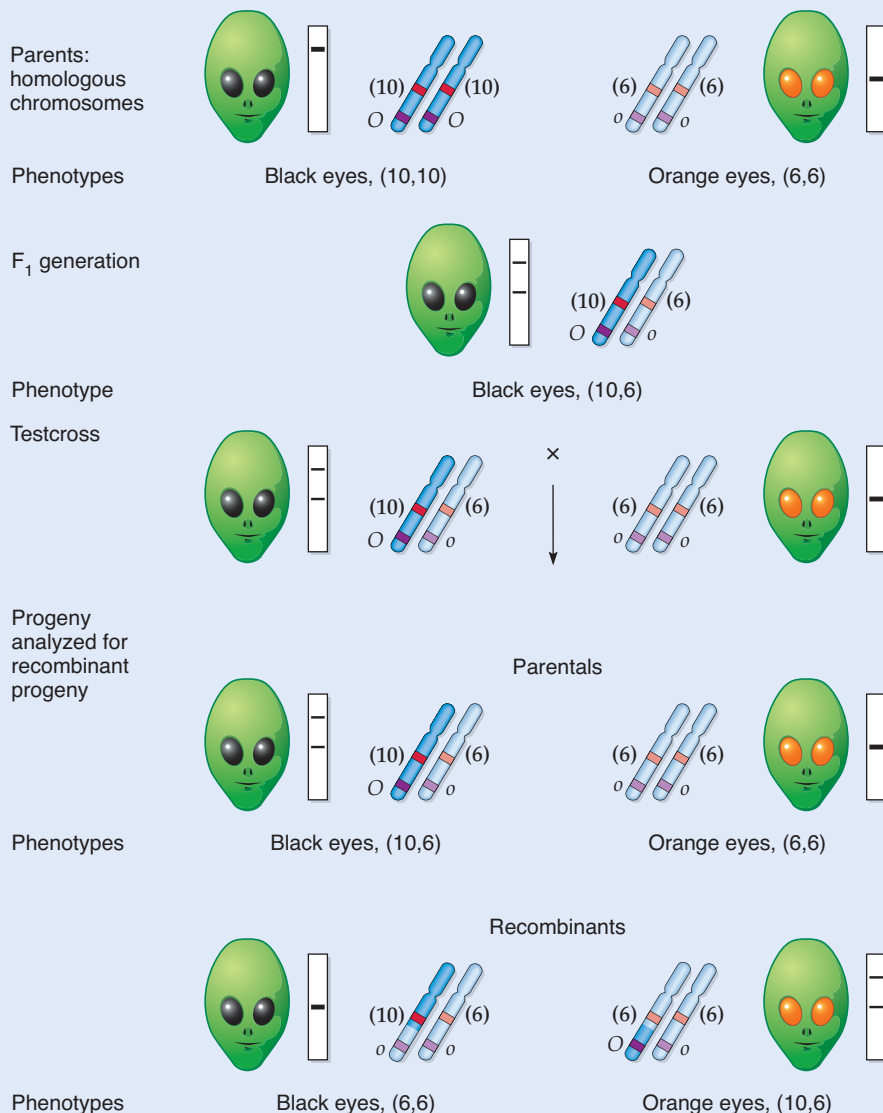 Parents:
homologous
chromosomes
(10) (10)
O O
(6) (6)
o o
Phenotypes Black eyes, (10,10) Orange eyes, (6,6)
F1 generation
(10) (6)
O o
Phenotype Black eyes, (10,6)
Testcross
×
(10) (6)
O o
(6) (6)
o o
Progeny
analyzed for
recombinant
progeny
Parentals
(10) (6)
O o
(6) (6)
o o
Phenotypes Black eyes, (10,6) Orange eyes, (6,6)
Recombinants
(10) (6)
o o
(6) (6)
O o
Phenotypes Black eyes, (6,6) Orange eyes, (10,6)